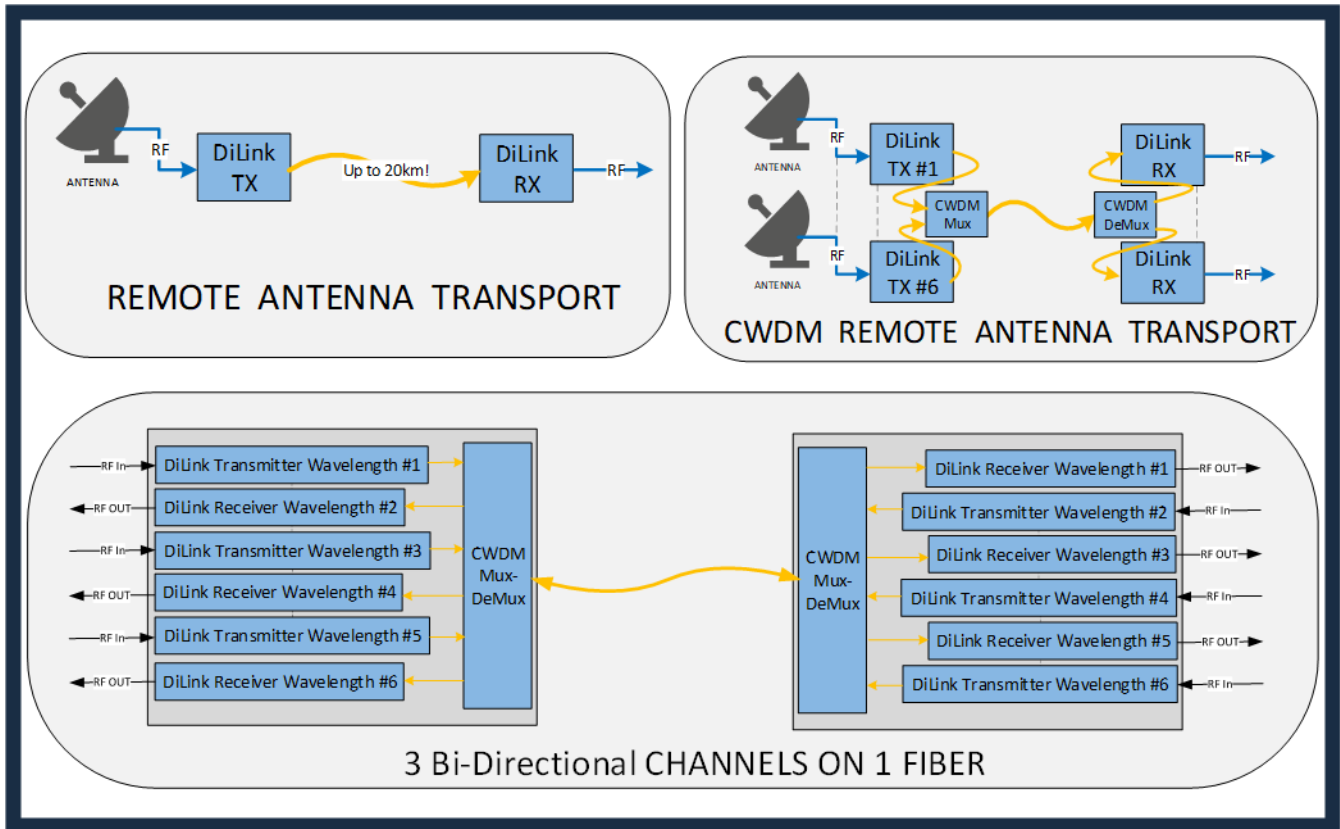 RF
ANTENNA
DiLink
TX
Up to 20km!
DiLink
RX
RF
REMOTE ANTENNA TRANSPORT
RF
ANTENNA
DiLink
TX #1
RF
ANTENNA
DiLink
TX #6
CWDM
Mux
CWDM
DeMux
DiLink
RX
RF
DiLink
RX
RF
CWDM REMOTE ANTENNA TRANSPORT
RF In
DiLink Transmitter Wavelength #1
RF OUT
DiLink Receiver Wavelength #2
RF In
DiLink Transmitter Wavelength #3
RF OUT
DiLink Receiver Wavelength #4
RF In
DiLink Transmitter Wavelength #5
RF OUT
DiLink Receiver Wavelength #6
CWDM
Mux-
DeMux
CWDM
Mux-
DeMux
DiLink Receiver Wavelength #1
RF OUT
DiLink Transmitter Wavelength #2
RF In
DiLink Receiver Wavelength #3
RF OUT
DiLink Transmitter Wavelength #4
RF In
DiLink Receiver Wavelength #5
RF OUT
DiLink Transmitter Wavelength #6
RF In
3 Bi-Directional CHANNELS ON 1 FIBER